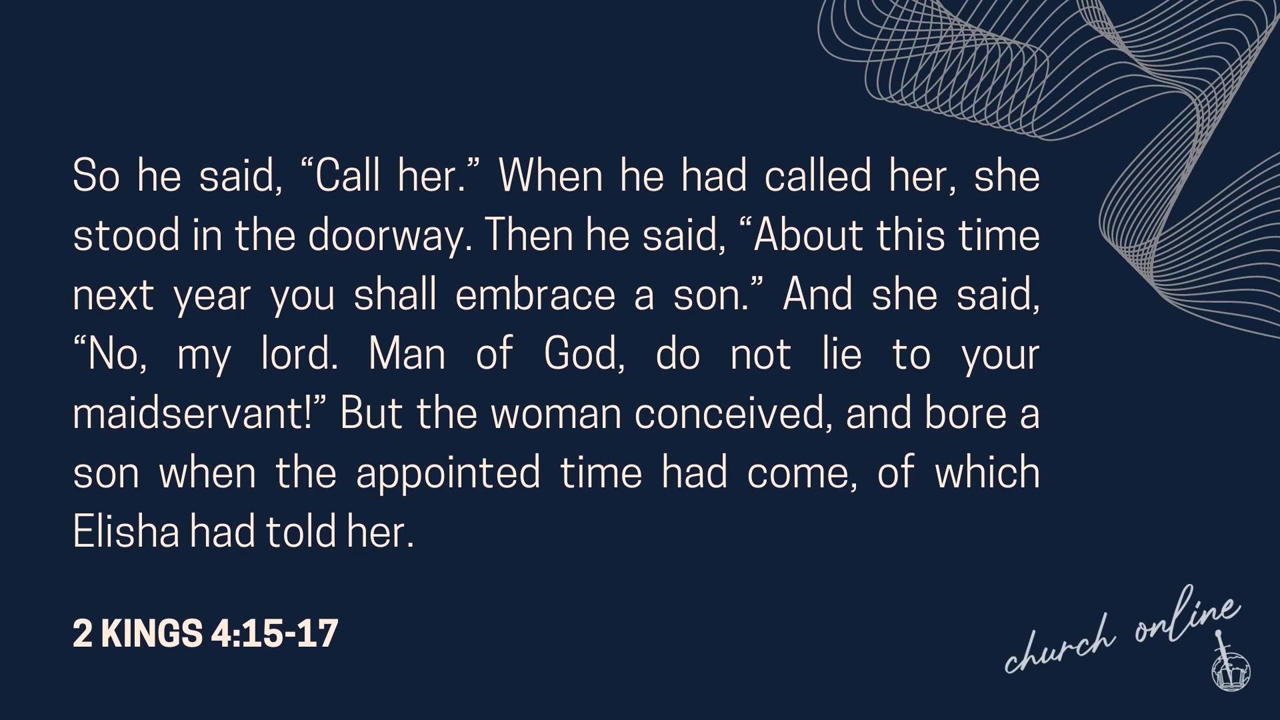 So he said, “Call her.” When he had called her, she
stood in the doorway. Then he said, “About this time
next year you shall embrace a son.” And she said,
“No, my lord. Man of God, do not lie to your
maidservant!” But the woman conceived, and bore a
son when the appointed time had come, of which
Elisha had told her.
2 KINGS 4:15-17
church online